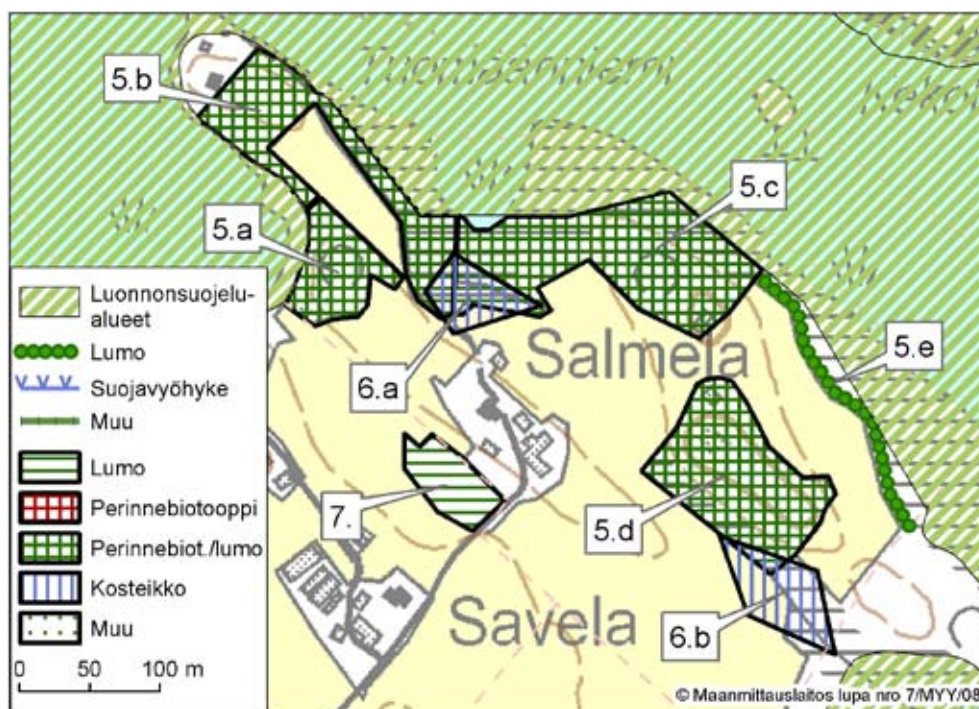 Tuomaanniemi
5.b
5.c
5.a
Luonnonsuojelu-
alueet
Lumo
Suojavyöhyke
Muu
Lumo
Perinnebiotooppi
Perinnebiot./lumo
Kosteikko
Muu
0 50 100 m
Salmela
5.e
6.a
7.
5.d
Savela
6.b
© Maanmittauslaitos lupa nro 7/MYY/08